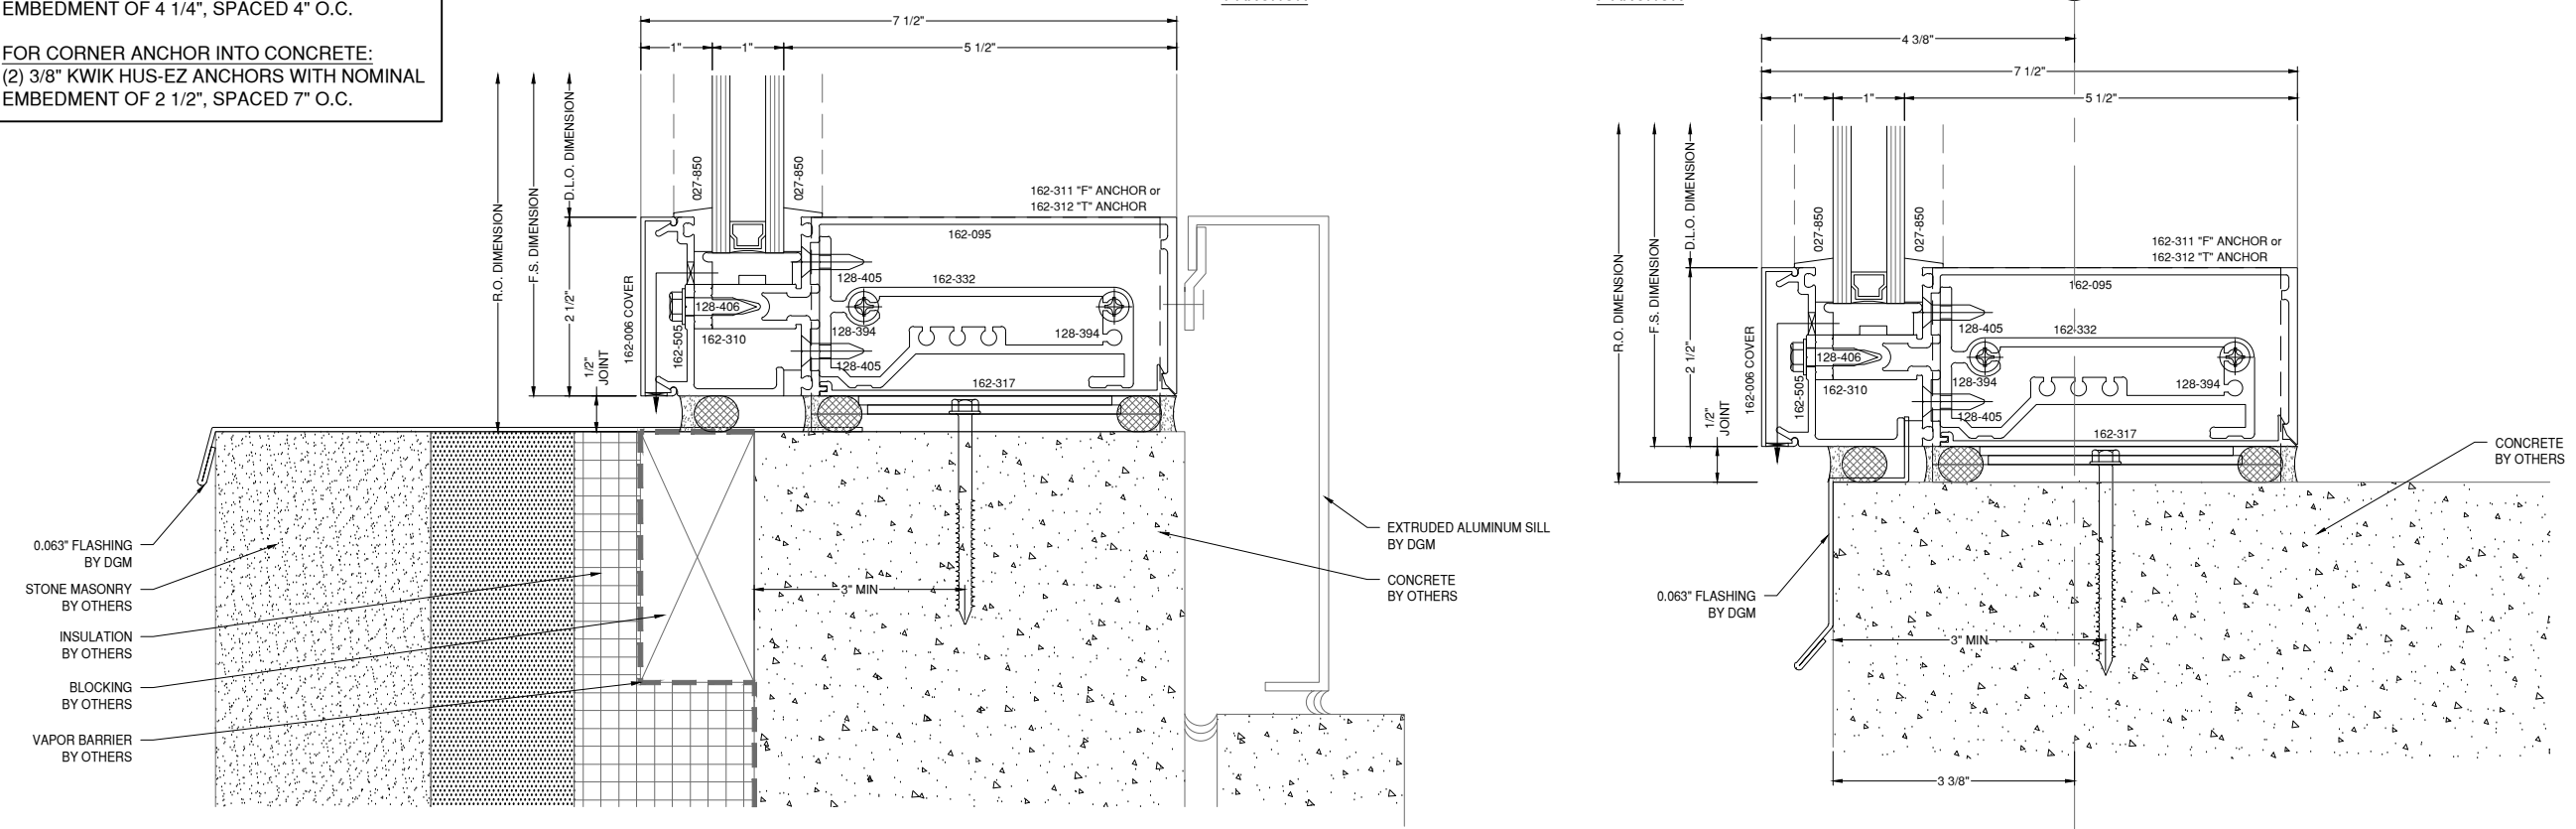 EMBEDMENT OF 4 1/4", SPACED 4" O.C.
FOR CORNER ANCHOR INTO CONCRETE:
(2) 3/8" KWIK HUS-EZ ANCHORS WITH NOMINAL
EMBEDMENT OF 2 1/2", SPACED 7" O.C.
7 1/2"
1"
1"
5 1/2"
R.O. DIMENSION
F.S. DIMENSION
D.L.O. DIMENSION
2 1/2"
1/2"
JOINT
027-850
027-850
162-311 "F" ANCHOR or
162-312 "T" ANCHOR
162-095
162-006 COVER
162-505
128-406
162-310
128-405
162-332
128-394
128-394
128-405
162-317
3" MIN
0.063" FLASHING
BY DGM
STONE MASONRY
BY OTHERS
INSULATION
BY OTHERS
BLOCKING
BY OTHERS
VAPOR BARRIER
BY OTHERS
EXTRUDED ALUMINUM SILL
BY DGM
CONCRETE
BY OTHERS
4 3/8"
7 1/2"
1"
1"
5 1/2"
R.O. DIMENSION
F.S. DIMENSION
D.L.O. DIMENSION
2 1/2"
1/2"
JOINT
027-850
027-850
162-311 "F" ANCHOR or
162-312 "T" ANCHOR
162-095
162-006 COVER
162-505
128-406
162-310
128-405
162-332
128-394
128-394
128-405
162-317
CONCRETE
BY OTHERS
0.063" FLASHING
BY DGM
3" MIN
3 3/8"